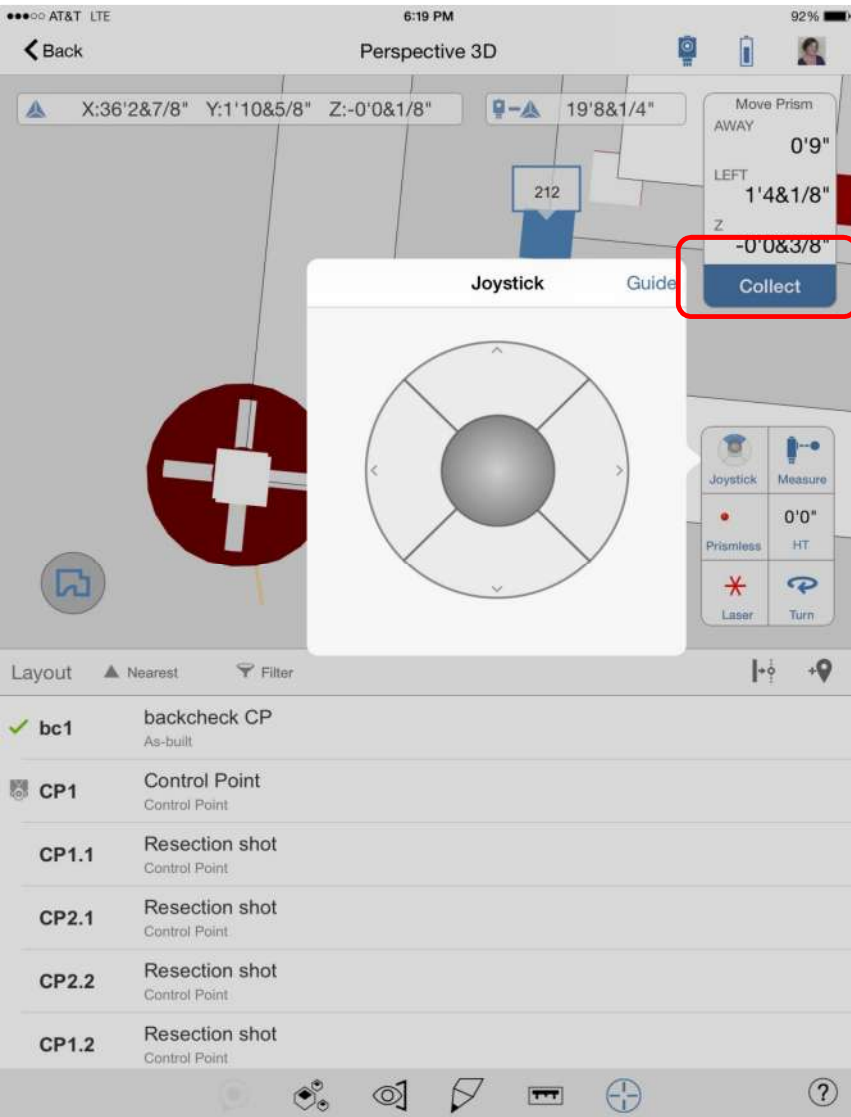 AT&T LTE 6:19 PM 92%
Back Perspective 3D
X:36'2&7/8" Y:1'10&5/8" Z:-0'0&1/8" 19'8&1/4"
Move Prism
AWAY
0'9"
LEFT
1'4&1/8"
Z
-0'0&3/8"
Collect
212
Joystick Guide
Joystick Measure
0'0"
Prismless HT
Laser Turn
Layout Nearest Filter
bc1 backcheck CP
As-built
CP1 Control Point
Control Point
CP1.1 Resection shot
Control Point
CP2.1 Resection shot
Control Point
CP2.2 Resection shot
Control Point
CP1.2 Resection shot
Control Point
?